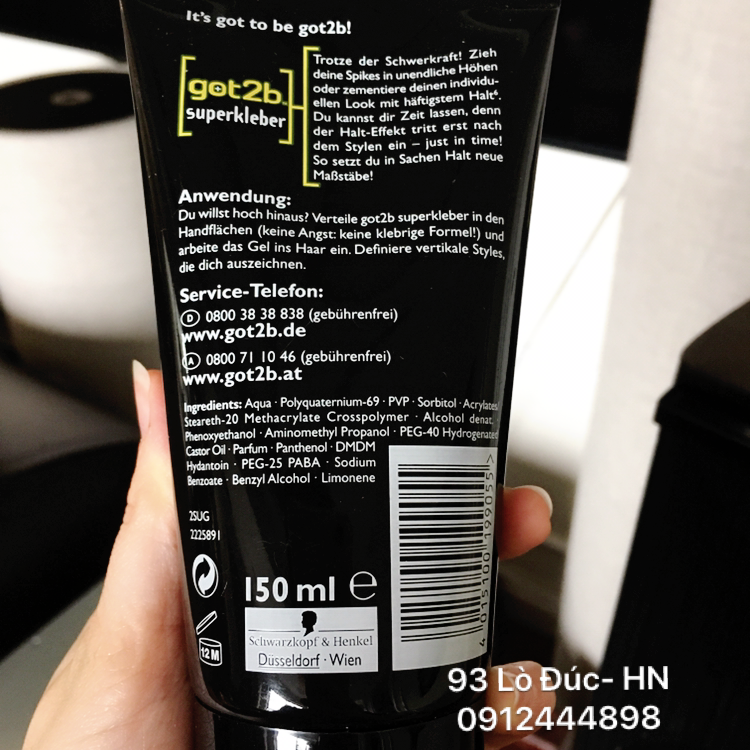 It's got to be got2b!
got2b
superkleber
Trotze der Schwerkraft! Zieh
deine Spikes in unendliche Höhen
oder zementiere deinen individu-
ellen Look mit häftigstem Halt⁶.
Du kannst dir Zeit lassen, denn
der Halt-Effekt tritt erst nach
dem Stylen ein – just in time!
So setzt du in Sachen Halt neue
Maßstäbe!
Anwendung:
Du willst hoch hinaus? Verteile got2b superkleber in den
Handflächen (keine Angst: keine klebrige Formel!) und
arbeite das Gel ins Haar ein. Definiere vertikale Styles,
die dich auszeichnen.
Service-Telefon:
D 0800 38 38 838 (gebührenfrei)
www.got2b.de
A 0800 71 10 46 (gebührenfrei)
www.got2b.at
Ingredients: Aqua · Polyquaternium-69 · PVP · Sorbitol · Acrylates/
Steareth-20 Methacrylate Crosspolymer · Alcohol denat. ·
Phenoxyethanol · Aminomethyl Propanol · PEG-40 Hydrogenated
Castor Oil · Parfum · Panthenol · DMDM
Hydantoin · PEG-25 PABA · Sodium
Benzoate · Benzyl Alcohol · Limonene
2SUG
2225891
150 ml e
12 M
Schwarzkopf & Henkel
Düsseldorf · Wien
4 015100 199055>
93 Lò Đúc- HN
0912444898